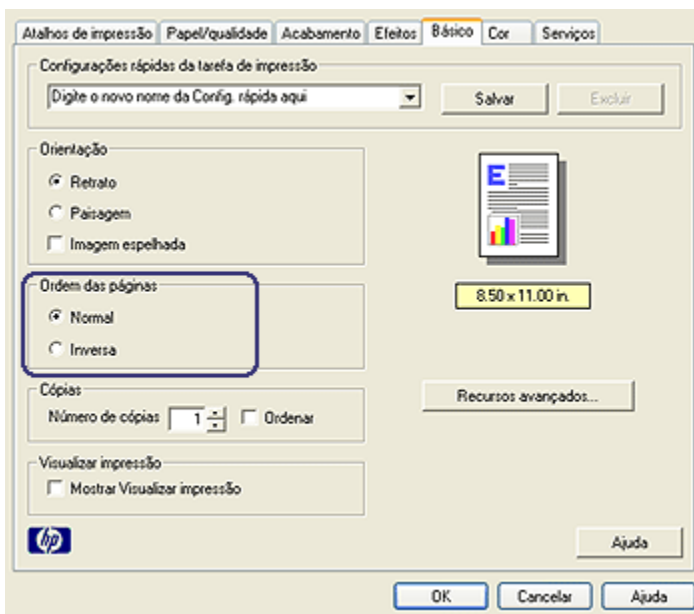 Atalhos de impressão Papel/qualidade Acabamento Efeitos Básico Cor Serviços
Configurações rápidas da tarefa de impressão
Digite o novo nome da Config. rápida aqui Salvar Excluir
Orientação
Retrato
Paisagem
Imagem espelhada
E
8.50 x 11.00 in.
Ordem das páginas
Normal
Inversa
Cópias
Número de cópias 1 Ordenar
Recursos avançados...
Visualizar impressão
Mostrar Visualizar impressão
hp
Ajuda
OK Cancelar Ajuda